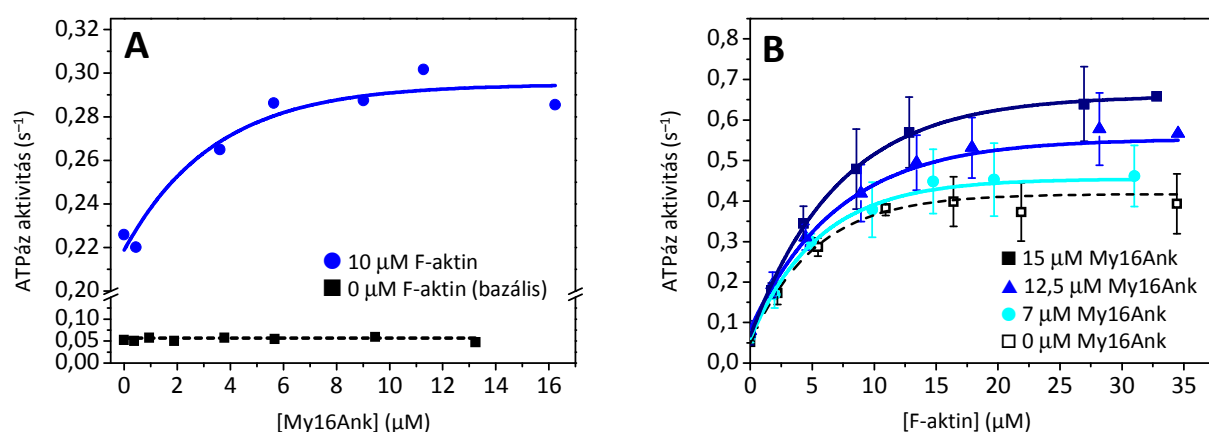 A
ATPáz aktivitás (s⁻¹)
0,30
0,28
0,26
0,24
0,22
0,20
0,10
0,05
0,00
10 µM F-aktin
0 µM F-aktin (bazális)
0 2 4 6 8 10 12 14 16
[My16Ank] (µM)
B
ATPáz aktivitás (s⁻¹)
0,8
0,7
0,6
0,5
0,4
0,3
0,2
0,1
0,0
15 µM My16Ank
12,5 µM My16Ank
7 µM My16Ank
0 µM My16Ank
0 5 10 15 20 25 30 35
[F-aktin] (µM)